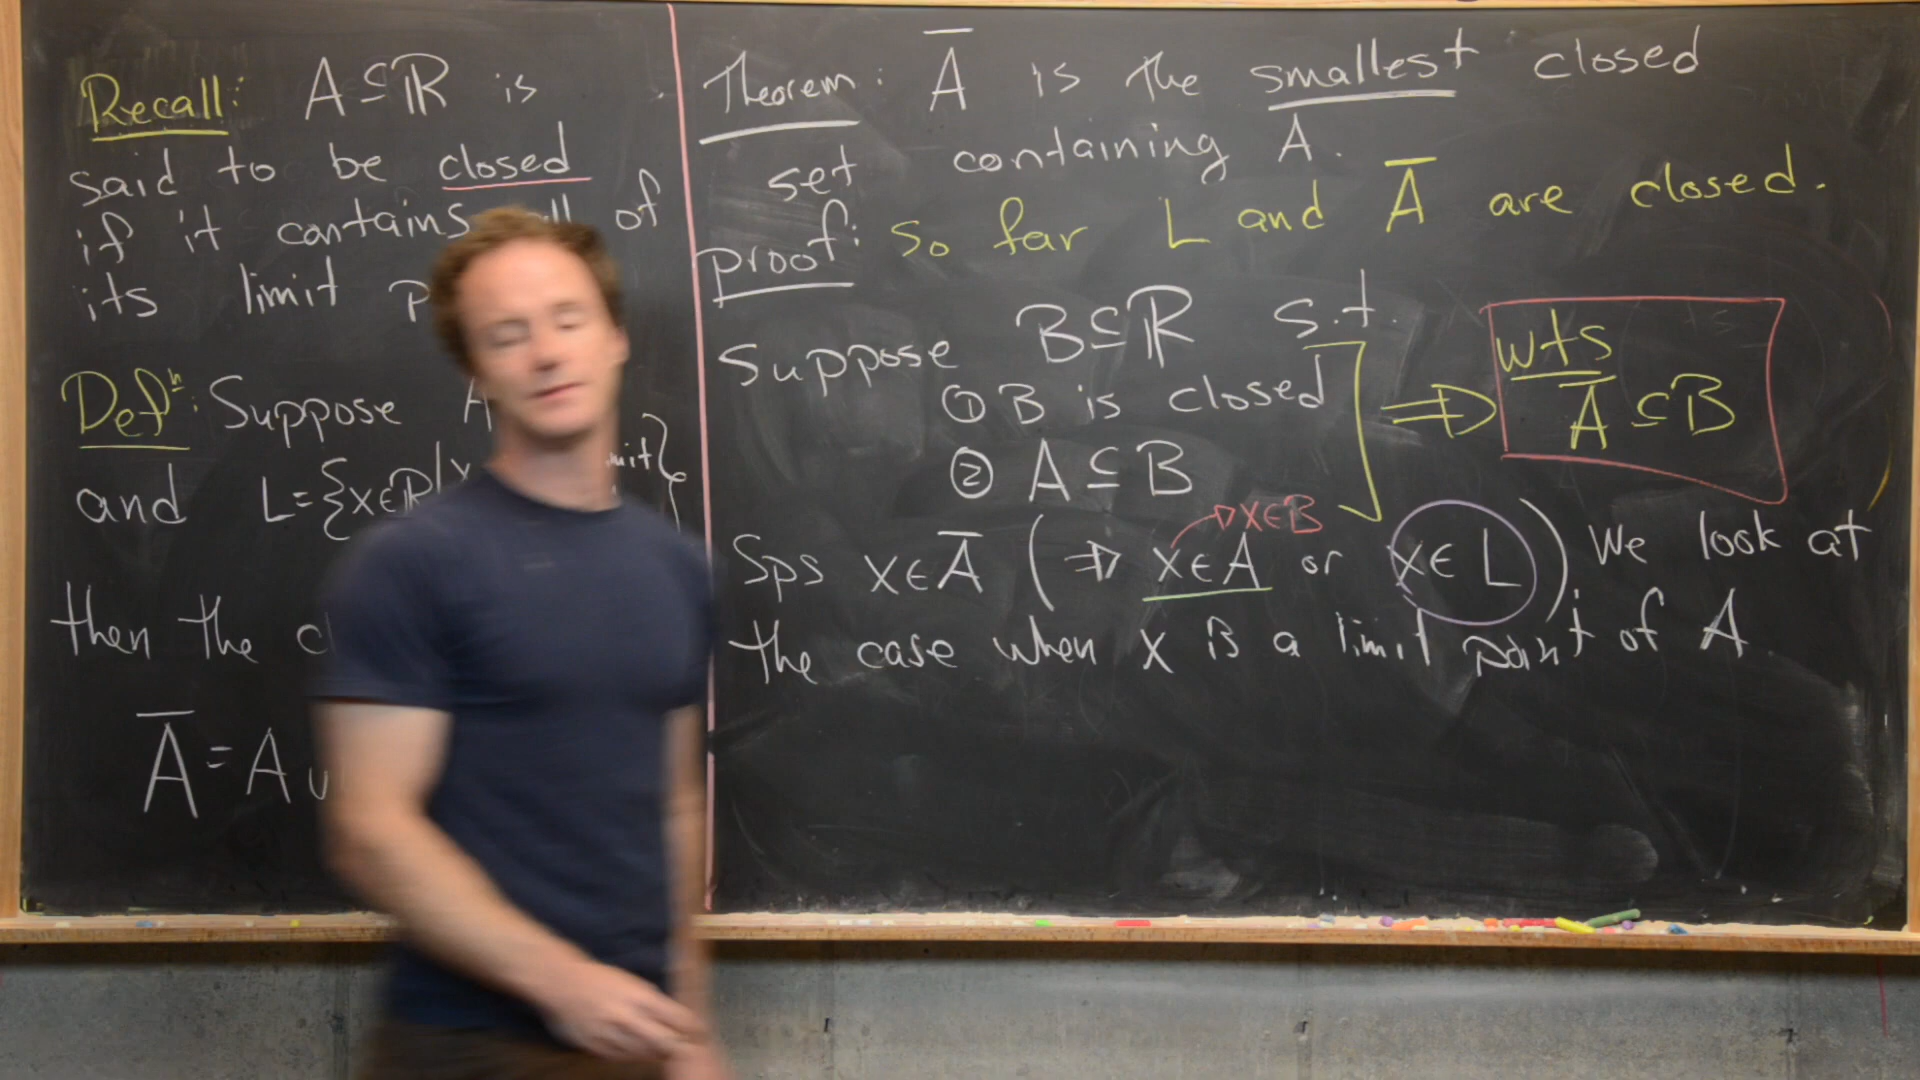 Recall: A⊆ℝ is
said to be closed
if it contains of
its limit
Defⁿ: Suppose A
and L={x∈ℝ| }
then the
Ā=A∪
Theorem: Ā is the smallest closed
set containing A.
proof: so far L and Ā are closed.
Suppose B⊆ℝ s.t.
① B is closed
② A⊆B
⇒ wts
Ā⊆B
x∈B
Sps x∈Ā (⇒ x∈A or x∈L) we look at
the case when x is a limit point of A.